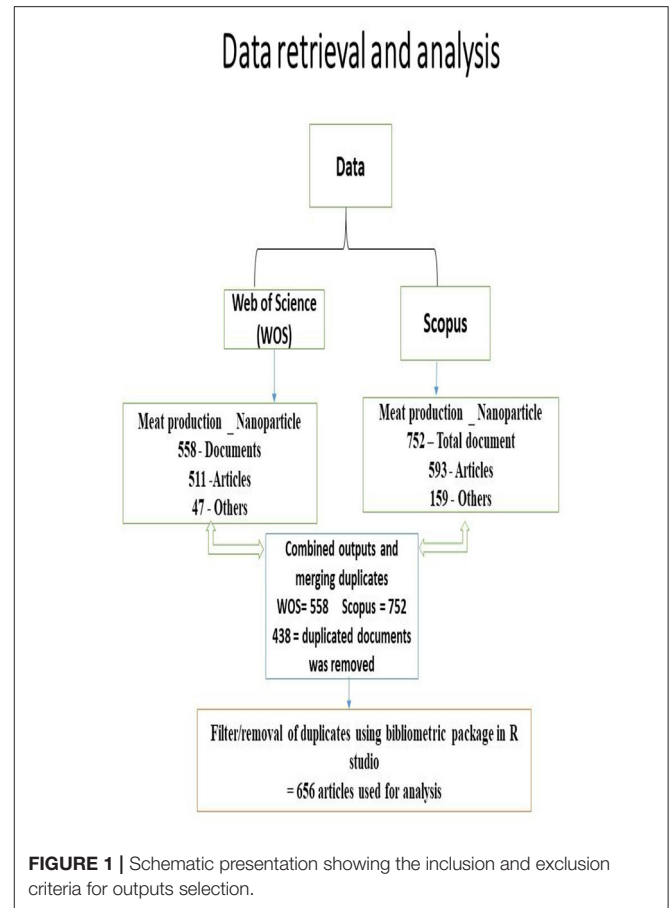 Data retrieval and analysis
Data
Web of Science
(WOS)
Scopus
Meat production _ Nanoparticle
558 - Documents
511 -Articles
47 - Others
Meat production _ Nanoparticle
752 – Total document
593 - Articles
159 - Others
Combined outputs and
merging duplicates
WOS= 558 Scopus = 752
438 = duplicated documents
was removed
Filter/removal of duplicates using bibliometric package in R
studio
= 656 articles used for analysis
FIGURE 1 | Schematic presentation showing the inclusion and exclusion
criteria for outputs selection.